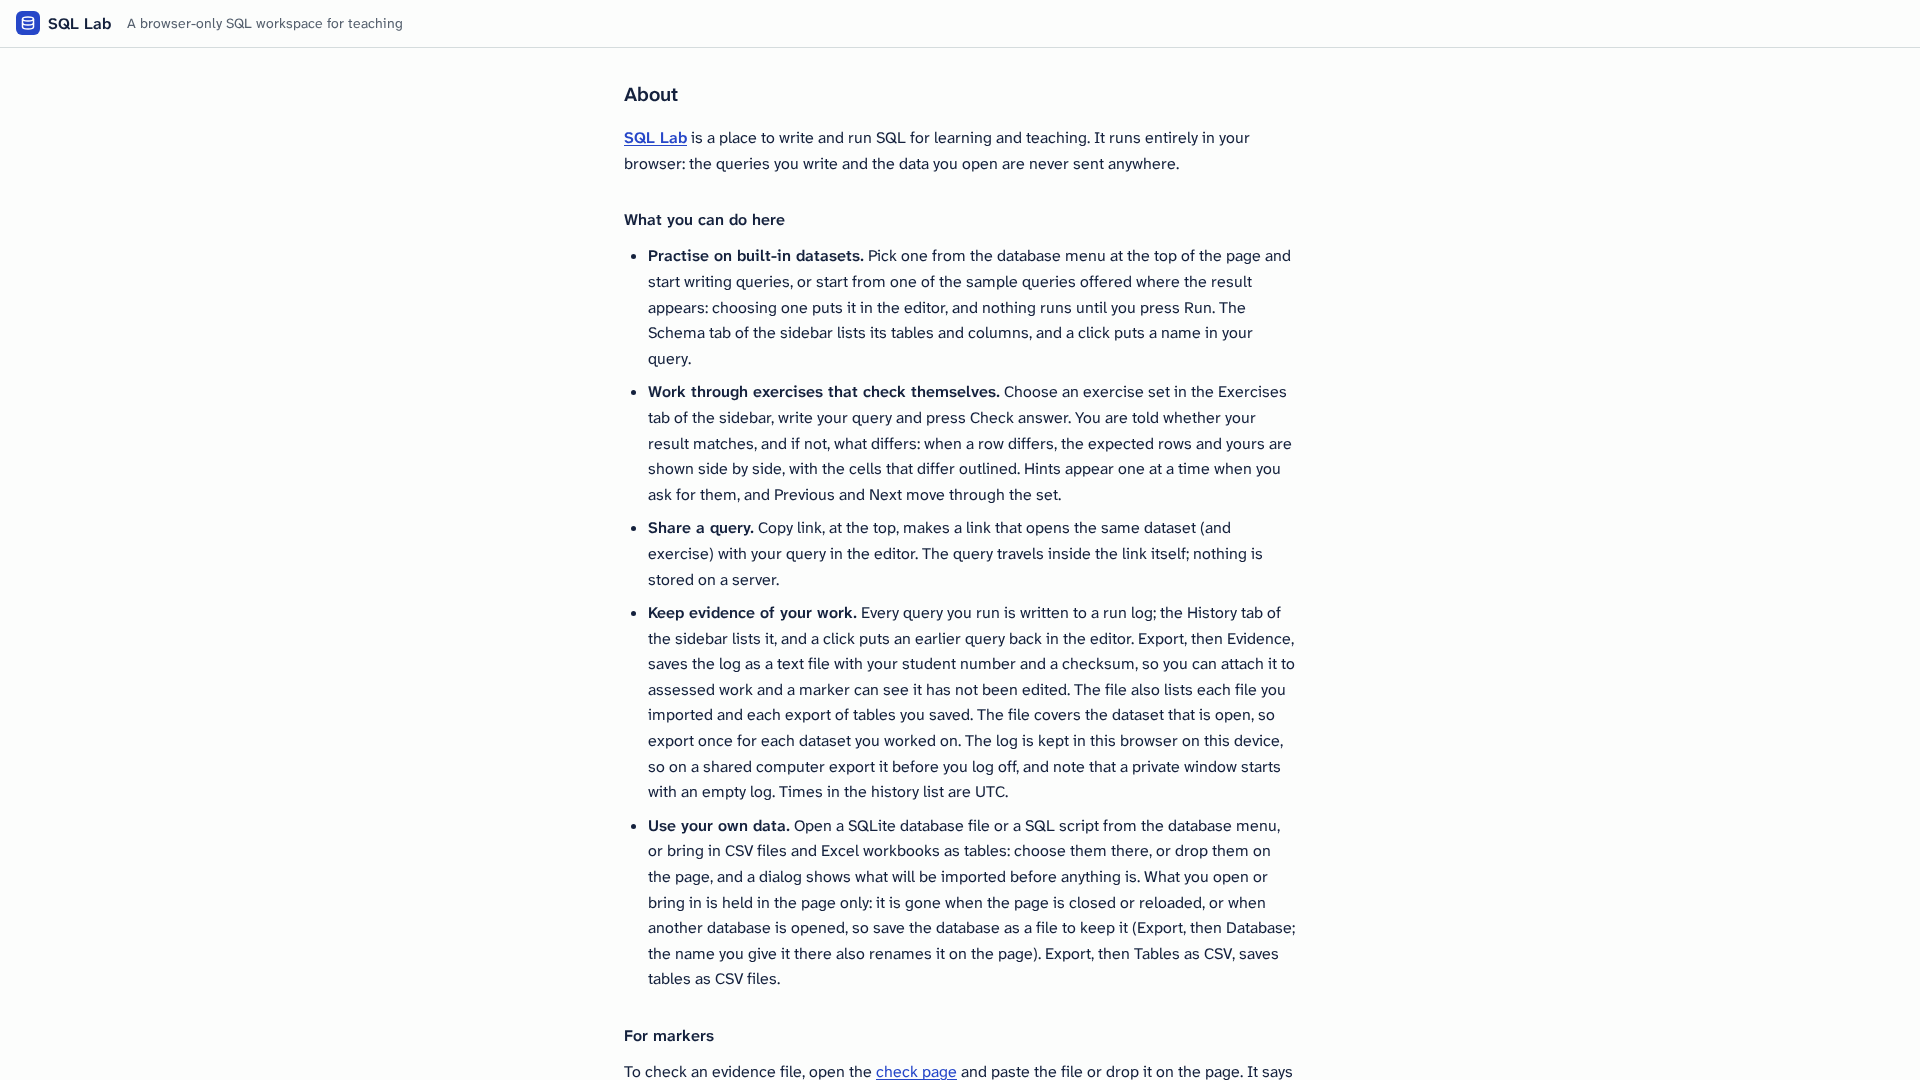 SQL Lab
A browser-only SQL workspace for teaching
About
SQL Lab is a place to write and run SQL for learning and teaching. It runs entirely in your
browser: the queries you write and the data you open are never sent anywhere.
What you can do here
• Practise on built-in datasets. Pick one from the database menu at the top of the page and
start writing queries, or start from one of the sample queries offered where the result
appears: choosing one puts it in the editor, and nothing runs until you press Run. The
Schema tab of the sidebar lists its tables and columns, and a click puts a name in your
query.
• Work through exercises that check themselves. Choose an exercise set in the Exercises
tab of the sidebar, write your query and press Check answer. You are told whether your
result matches, and if not, what differs: when a row differs, the expected rows and yours are
shown side by side, with the cells that differ outlined. Hints appear one at a time when you
ask for them, and Previous and Next move through the set.
• Share a query. Copy link, at the top, makes a link that opens the same dataset (and
exercise) with your query in the editor. The query travels inside the link itself; nothing is
stored on a server.
• Keep evidence of your work. Every query you run is written to a run log; the History tab of
the sidebar lists it, and a click puts an earlier query back in the editor. Export, then Evidence,
saves the log as a text file with your student number and a checksum, so you can attach it to
assessed work and a marker can see it has not been edited. The file also lists each file you
imported and each export of tables you saved. The file covers the dataset that is open, so
export once for each dataset you worked on. The log is kept in this browser on this device,
so on a shared computer export it before you log off, and note that a private window starts
with an empty log. Times in the history list are UTC.
• Use your own data. Open a SQLite database file or a SQL script from the database menu,
or bring in CSV files and Excel workbooks as tables: choose them there, or drop them on
the page, and a dialog shows what will be imported before anything is. What you open or
bring in is held in the page only: it is gone when the page is closed or reloaded, or when
another database is opened, so save the database as a file to keep it (Export, then Database;
the name you give it there also renames it on the page). Export, then Tables as CSV, saves
tables as CSV files.
For markers
To check an evidence file, open the check page and paste the file or drop it on the page. It says